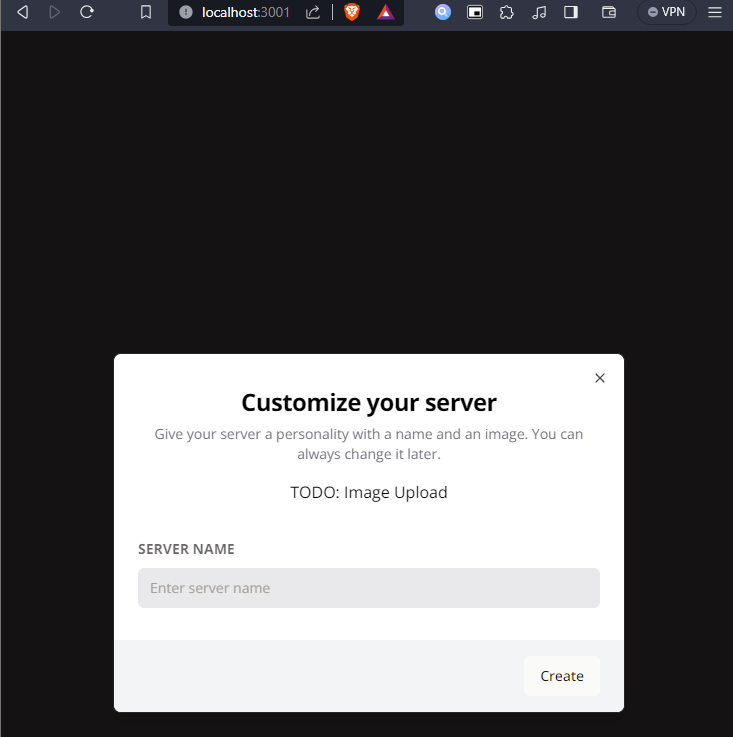 localhost:3001
VPN
Customize your server
Give your server a personality with a name and an image. You can
always change it later.
TODO: Image Upload
SERVER NAME
Enter server name
Create